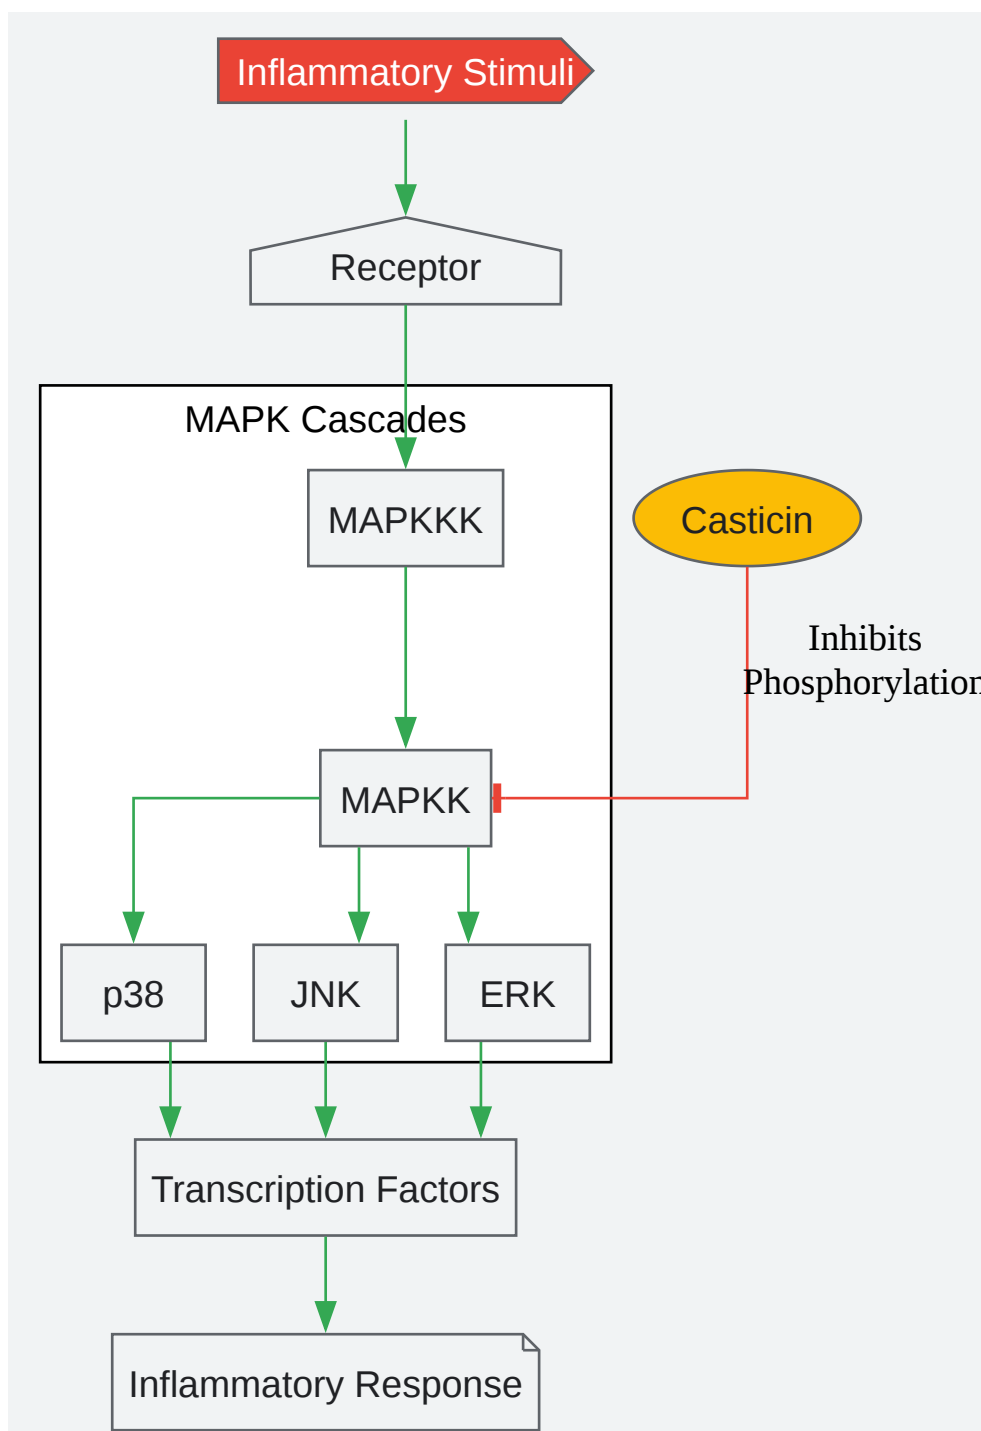 Inflammatory Stimuli
Receptor
MAPK Cascades
MAPKKK
Casticin
Inhibits
Phosphorylation
MAPKK
p38
JNK
ERK
Transcription Factors
Inflammatory Response